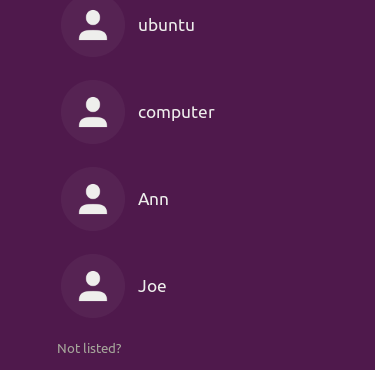 ubuntu
computer
Ann
Joe
Not listed?